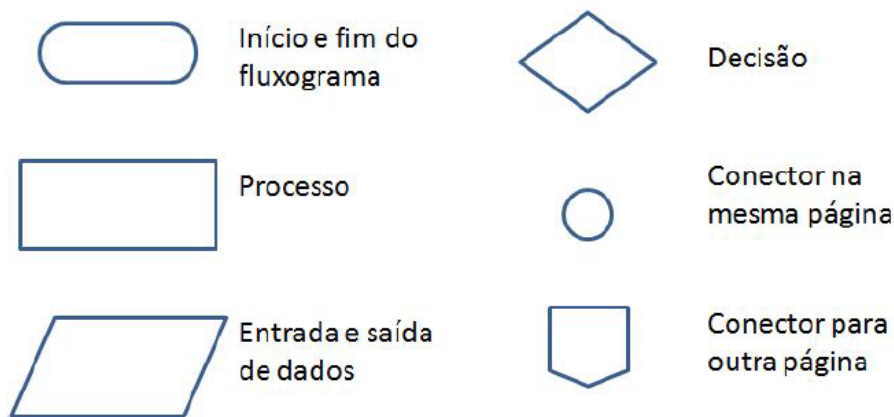 Início e fim do
fluxograma
Decisão
Processo
Conector na
mesma página
Entrada e saída
de dados
Conector para
outra página